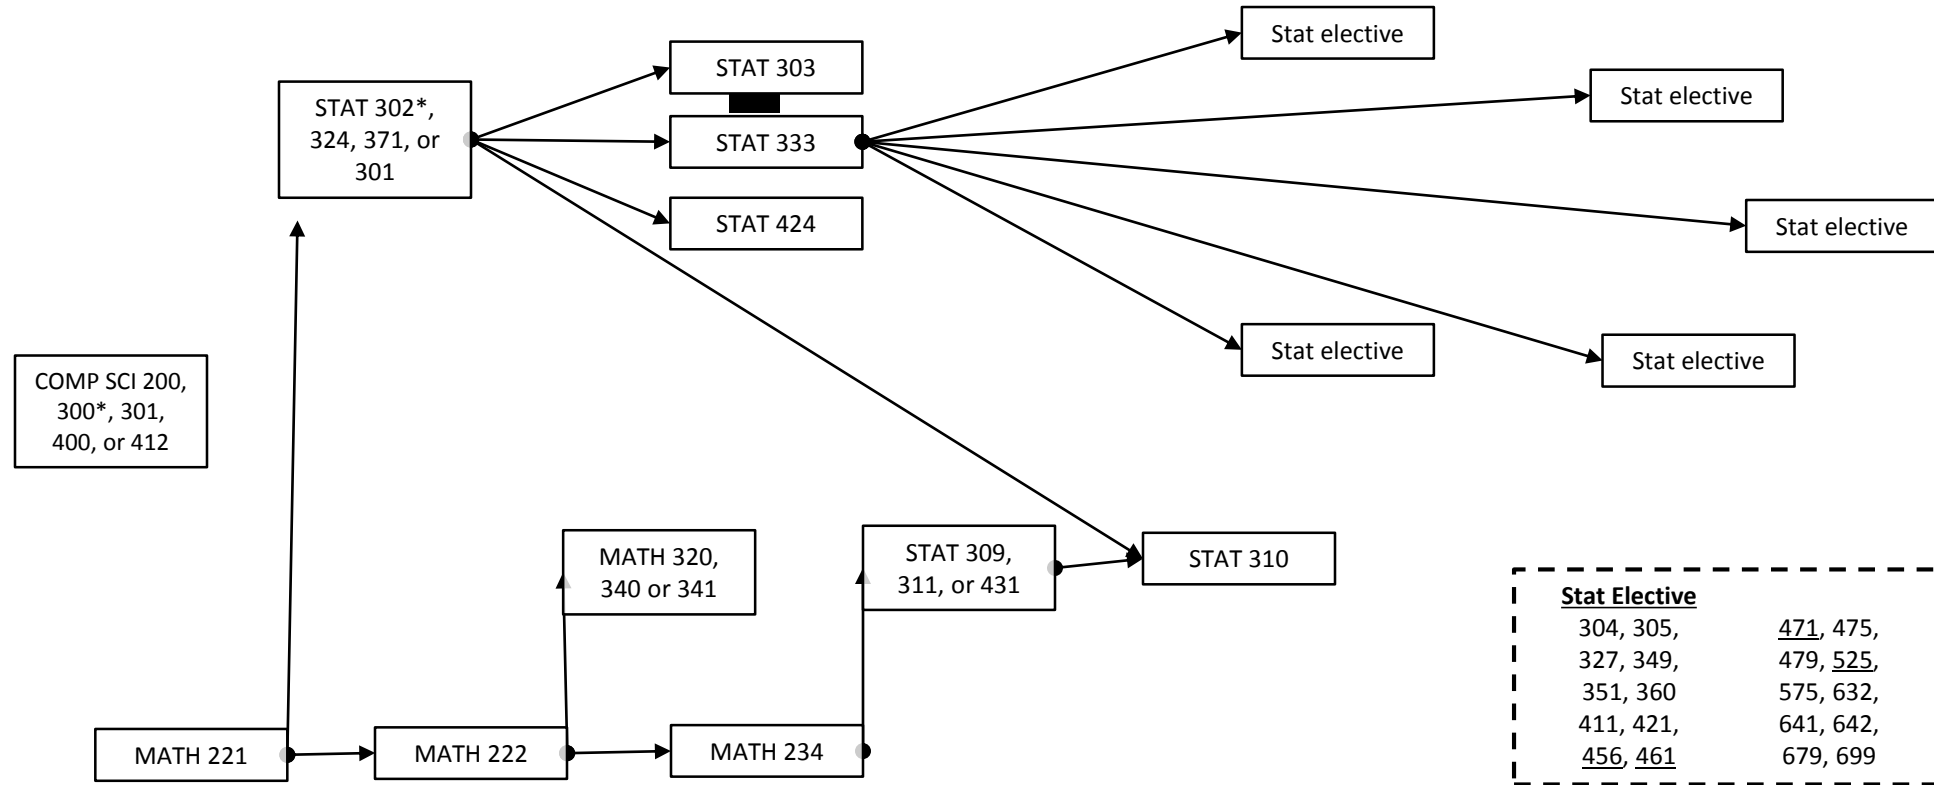 Stat elective
STAT 303
Stat elective
STAT 302*,
324, 371, or
301
STAT 333
STAT 424
Stat elective
Stat elective
Stat elective
COMP SCI 200,
300*, 301,
400, or 412
MATH 320,
340 or 341
STAT 309,
311, or 431
STAT 310
MATH 221
MATH 222
MATH 234
Stat Elective
304, 305,
327, 349,
351, 360
411, 421,
456, 461
471, 475,
479, 525,
575, 632,
641, 642,
679, 699